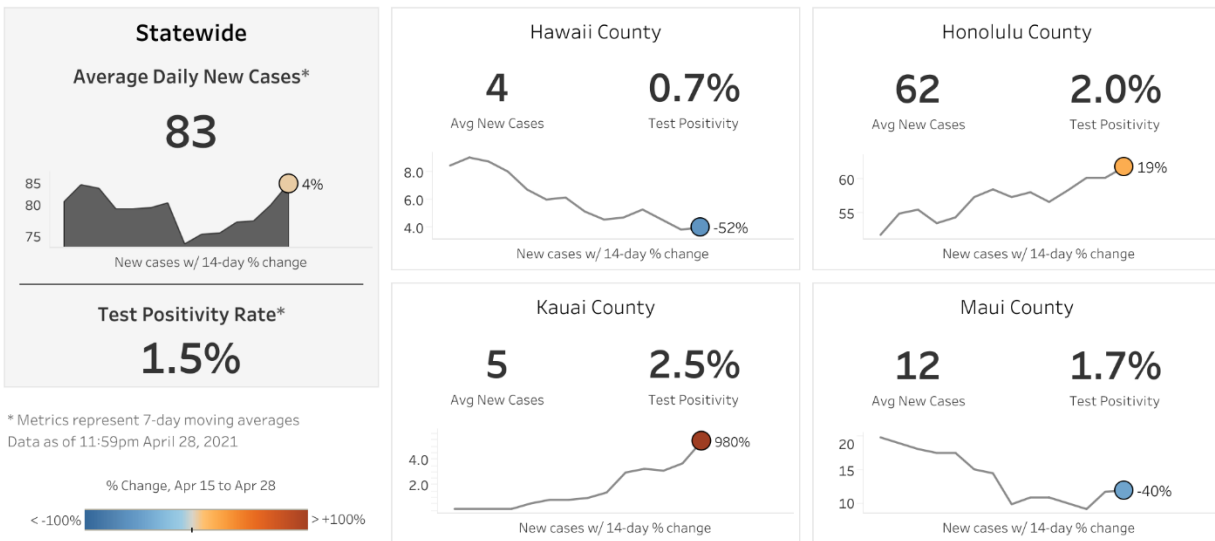 Statewide
Average Daily New Cases*
83
85
80
75
4%
New cases w/ 14-day % change
Test Positivity Rate*
1.5%
* Metrics represent 7-day moving averages
Data as of 11:59pm April 28, 2021
% Change, Apr 15 to Apr 28
< -100%
> +100%
Hawaii County
4 0.7%
Avg New Cases Test Positivity
8.0
6.0
4.0
-52%
New cases w/ 14-day % change
Honolulu County
62 2.0%
Avg New Cases Test Positivity
60
55
19%
New cases w/ 14-day % change
Kauai County
5 2.5%
Avg New Cases Test Positivity
4.0
2.0
980%
New cases w/ 14-day % change
Maui County
12 1.7%
Avg New Cases Test Positivity
20
15
10
-40%
New cases w/ 14-day % change